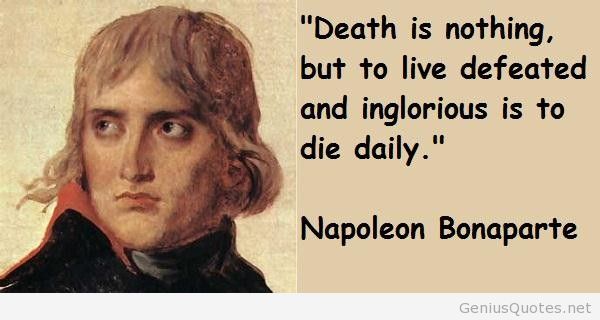 "Death is nothing,
but to live defeated
and inglorious is to
die daily."
Napoleon Bonaparte
GeniusQuotes.net